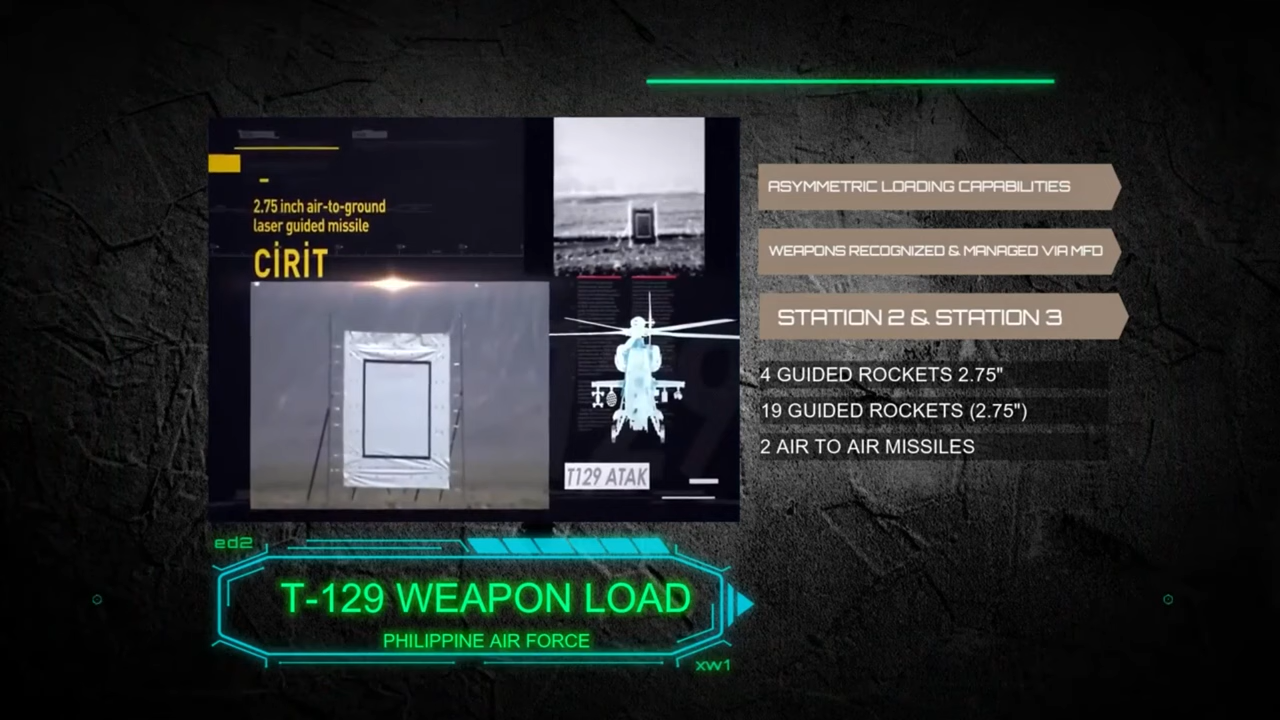 2.75 inch air-to-ground
laser guided missile
CİRİT
T129 ATAK
ASYMMETRIC LOADING CAPABILITIES
WEAPONS RECOGNIZED & MANAGED VIA MFD
STATION 2 & STATION 3
4 GUIDED ROCKETS 2.75"
19 GUIDED ROCKETS (2.75")
2 AIR TO AIR MISSILES
ed2
T-129 WEAPON LOAD
PHILIPPINE AIR FORCE
xw1